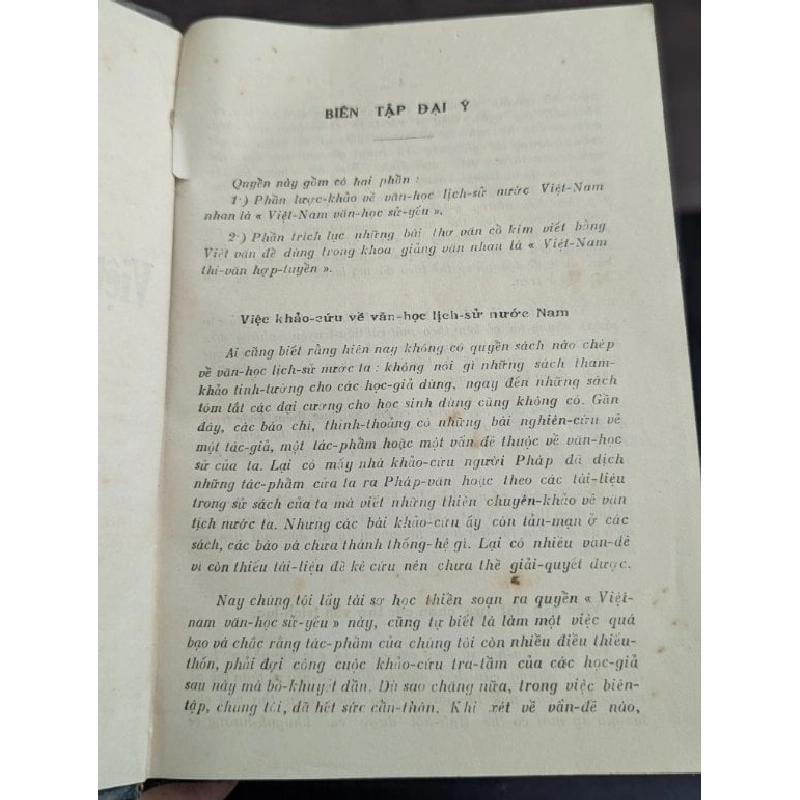 BIÊN TẬP ĐẠI Ý
Quyển này gồm có hai phần :
1·) Phần lược-khảo về văn-học lịch-sử nước Việt-Nam
nhan là « Việt-Nam văn-học sử-yếu ».
2·) Phần trích lục những bài thơ văn cổ kim viết bằng
Việt văn để dùng trong khoa giảng văn nhan là « Việt-Nam
thi-văn hợp-tuyển ».
Việc khảo-cứu về văn-học lịch-sử nước Nam
Ai cũng biết rằng hiện nay không có quyển sách nào chép
về văn-học lịch-sử nước ta : không nói gì những sách tham-
khảo tinh-tường cho các học-giả dùng, ngay đến những sách
tóm tắt các đại cương cho học sinh dùng cũng không có. Gần
đây, các báo chí, thỉnh-thoảng có những bài nghiên-cứu về
một tác-giả, một tác-phẩm hoặc một vấn đề thuộc về văn-học
sử của ta. Lại có mấy nhà khảo-cứu người Pháp đã dịch
những tác-phẩm của ta ra Pháp-văn hoặc theo các tài-liệu
trong sử sách của ta mà viết những thiên chuyên-khảo về văn
tịch nước ta. Nhưng các bài khảo-cứu ấy còn tản-mạn ở các
sách, các báo và chưa thành thống-hệ gì. Lại có nhiều vấn-đề
vì còn thiếu tài-liệu để kê cứu nên chưa thể giải-quyết được.
Nay chúng tôi lấy tài sơ học thiển soạn ra quyển « Việt-
nam văn-học sử-yếu » này, cũng tự biết là làm một việc quá
bạo và chắc rằng tác-phẩm của chúng tôi còn nhiều điều thiếu-
thốn, phải đợi công cuộc khảo-cứu tra-tầm của các học-giả
sau này mà bổ-khuyết dần. Dù sao chăng nữa, trong việc biên-
tập, chúng tôi, đã hết sức cẩn-thận. Khi xét về vấn-đề nào,
Việ